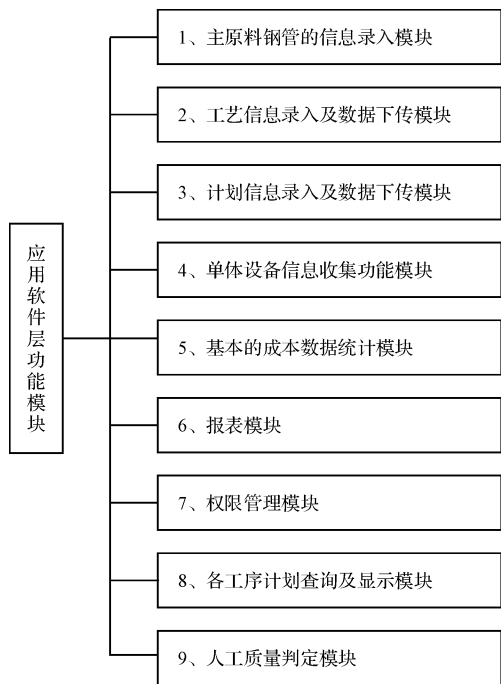 应用软件层功能模块
1、主原料钢管的信息录入模块
2、工艺信息录入及数据下传模块
3、计划信息录入及数据下传模块
4、单体设备信息收集功能模块
5、基本的成本数据统计模块
6、报表模块
7、权限管理模块
8、各工序计划查询及显示模块
9、人工质量判定模块